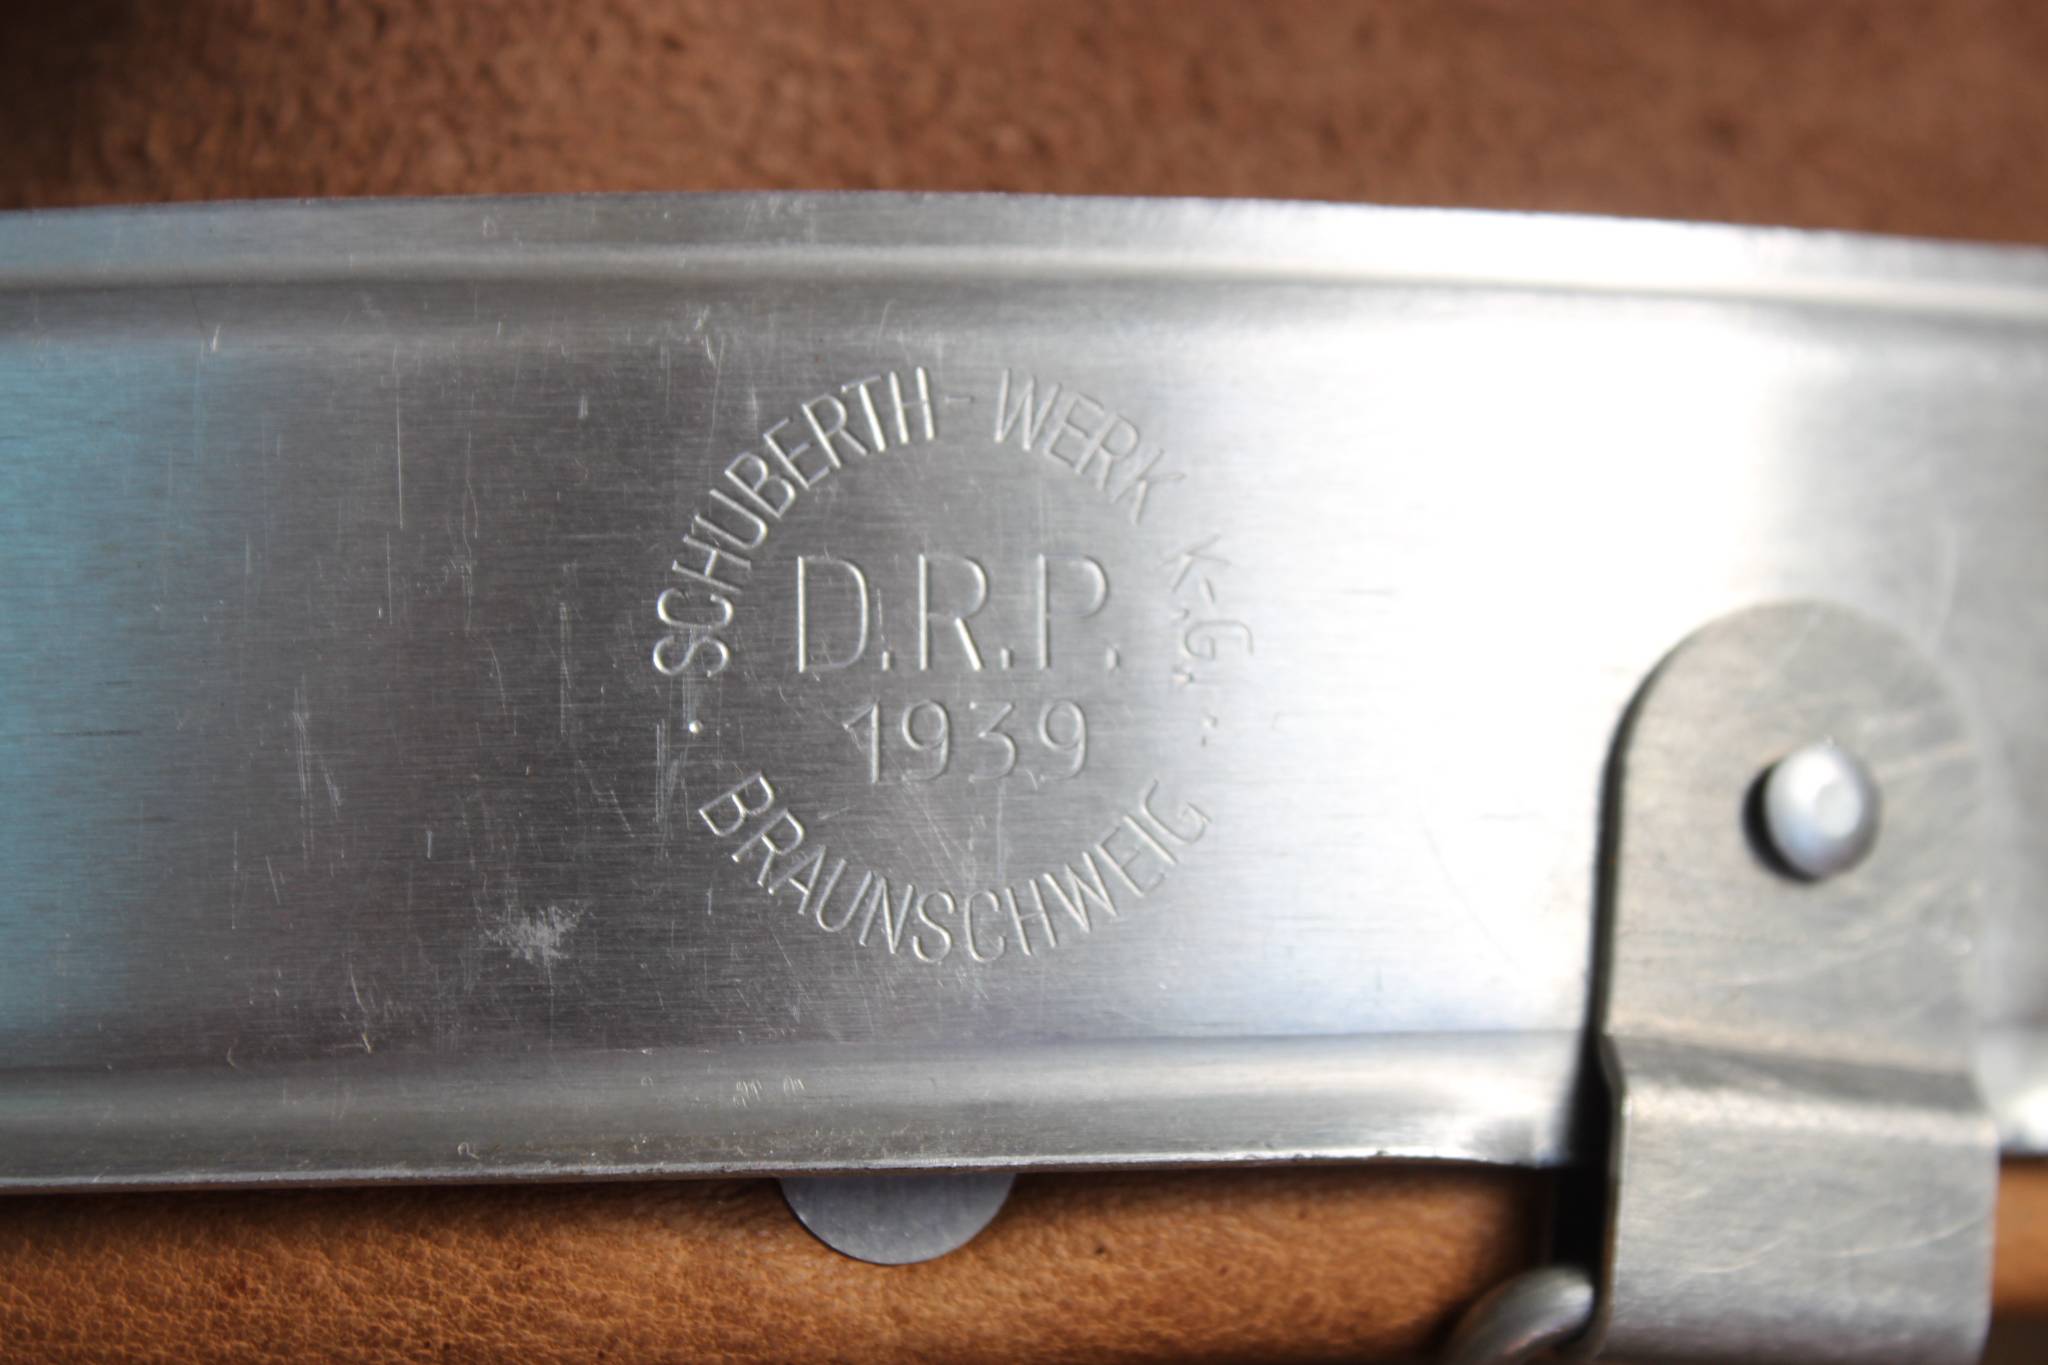 SCHUBERTH-WERK K.-G.
D.R.P.
1939
BRAUNSCHWEIG